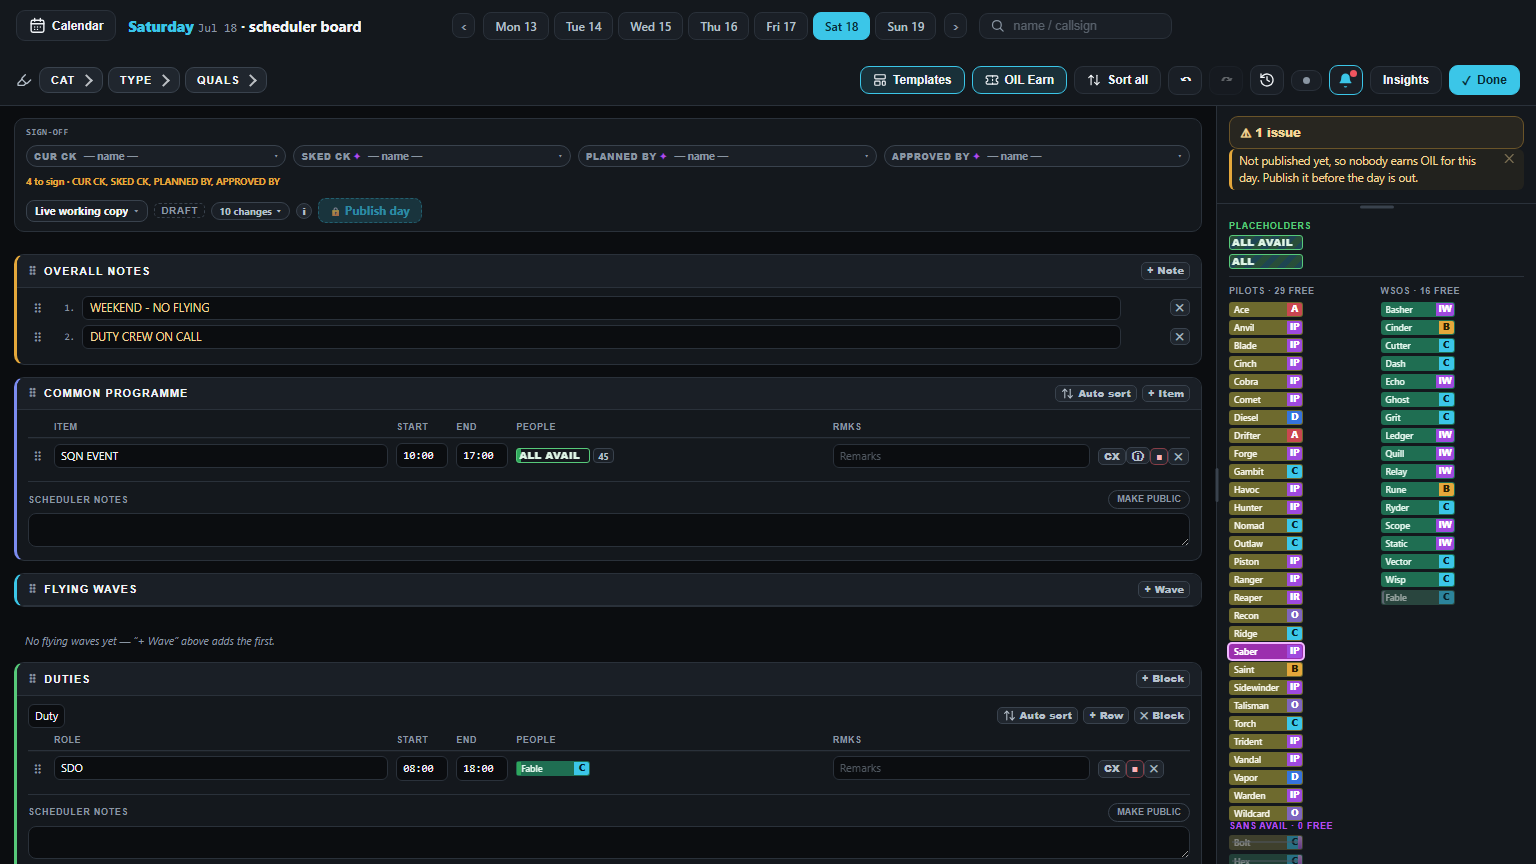 Calendar
Saturday Jul 18 · scheduler board
‹ Mon 13 Tue 14 Wed 15 Thu 16 Fri 17 Sat 18 Sun 19 ›
name / callsign
CAT TYPE QUALS
Templates OIL Earn Sort all Insights ✓ Done
SIGN-OFF
CUR CK — name —
SKED CK ✦ — name —
PLANNED BY ✦ — name —
APPROVED BY ✦ — name —
4 to sign · CUR CK, SKED CK, PLANNED BY, APPROVED BY
Live working copy DRAFT 10 changes i Publish day
OVERALL NOTES + Note
1. WEEKEND - NO FLYING ✕
2. DUTY CREW ON CALL ✕
COMMON PROGRAMME Auto sort + Item
ITEM START END PEOPLE RMKS
SQN EVENT 10:00 17:00 ALL AVAIL 45 Remarks CX ✕
SCHEDULER NOTES MAKE PUBLIC
FLYING WAVES + Wave
No flying waves yet — "+ Wave" above adds the first.
DUTIES + Block
Duty Auto sort + Row ✕ Block
ROLE START END PEOPLE RMKS
SDO 08:00 18:00 Fable C Remarks CX ✕
SCHEDULER NOTES MAKE PUBLIC
⚠ 1 issue
Not published yet, so nobody earns OIL for this
day. Publish it before the day is out.
PLACEHOLDERS
ALL AVAIL
ALL
PILOTS · 29 FREE
Ace A
Anvil IP
Blade IP
Cinch IP
Cobra IP
Comet IP
Diesel D
Drifter A
Forge IP
Gambit C
Havoc IP
Hunter IP
Nomad C
Outlaw C
Piston IP
Ranger IP
Reaper IR
Recon O
Ridge C
Saber IP
Saint B
Sidewinder IP
Talisman O
Torch C
Trident IP
Vandal IP
Vapor D
Warden IP
Wildcard O
SANS AVAIL · 0 FREE
Bolt C
Hex C
WSOS · 16 FREE
Basher IW
Cinder B
Cutter C
Dash C
Echo IW
Ghost C
Grit C
Ledger IW
Quill IW
Relay IW
Rune B
Ryder C
Scope IW
Static IW
Vector C
Wisp C
Fable C